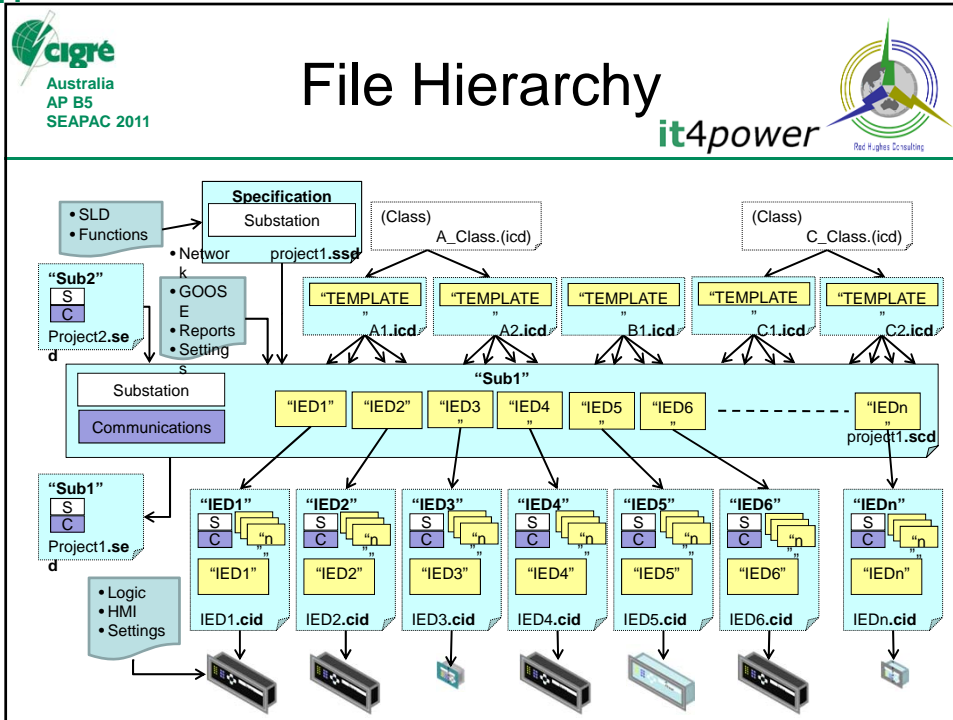 cigré
Australia
AP B5
SEAPAC 2011
File Hierarchy
it4power
Rod Hughes Consulting
• SLD
• Functions
Specification
Substation
project1.ssd
(Class)
A_Class.(icd)
(Class)
C_Class.(icd)
“Sub2”
S
C
Project2.se
d
• Networ
k
• GOOS
E
• Reports
• Setting
s
“TEMPLATE
”
A1.icd
“TEMPLATE
”
A2.icd
“TEMPLATE
”
B1.icd
“TEMPLATE
”
C1.icd
“TEMPLATE
”
C2.icd
“Sub1”
Substation
Communications
“IED1”
“IED2”
“IED3
”
“IED4
”
“IED5
”
“IED6
”
“IEDn
”
project1.scd
“Sub1”
S
C
Project1.se
d
“IED1”
S
C
“n
”
“IED1”
IED1.cid
“IED2”
S
C
“n
”
“IED2”
IED2.cid
“IED3”
S
C
“n
”
“IED3”
IED3.cid
“IED4”
S
C
“n
”
“IED4”
IED4.cid
“IED5”
S
C
“n
”
“IED5”
IED5.cid
“IED6”
S
C
“n
”
“IED6”
IED6.cid
“IEDn”
S
C
“n
”
“IEDn”
IEDn.cid
• Logic
• HMI
• Settings